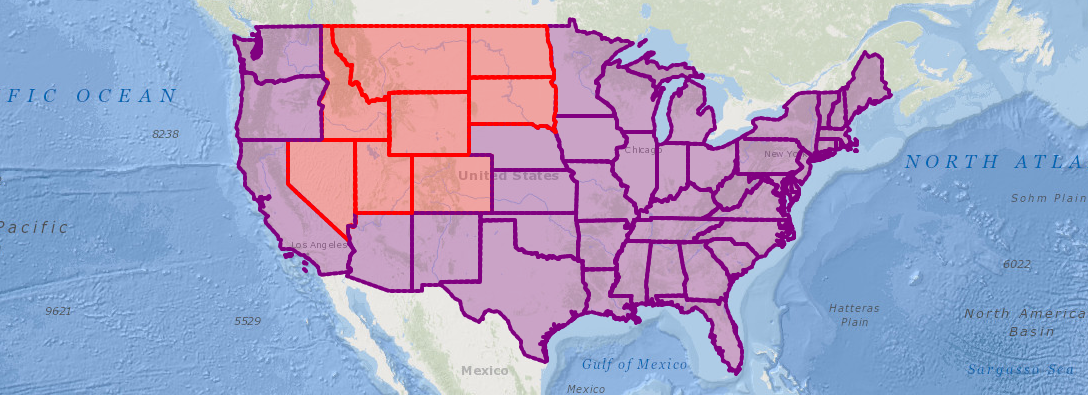 FIC OCEAN
8238
Chicago
New York
NORTH ATLA
United States
Sohm Plain
Pacific
Los Angeles
6022
9621
5529
Hatteras
Plain
North America
Basin
Gulf of Mexico
Mexico
Sargasso Sea
Mexico